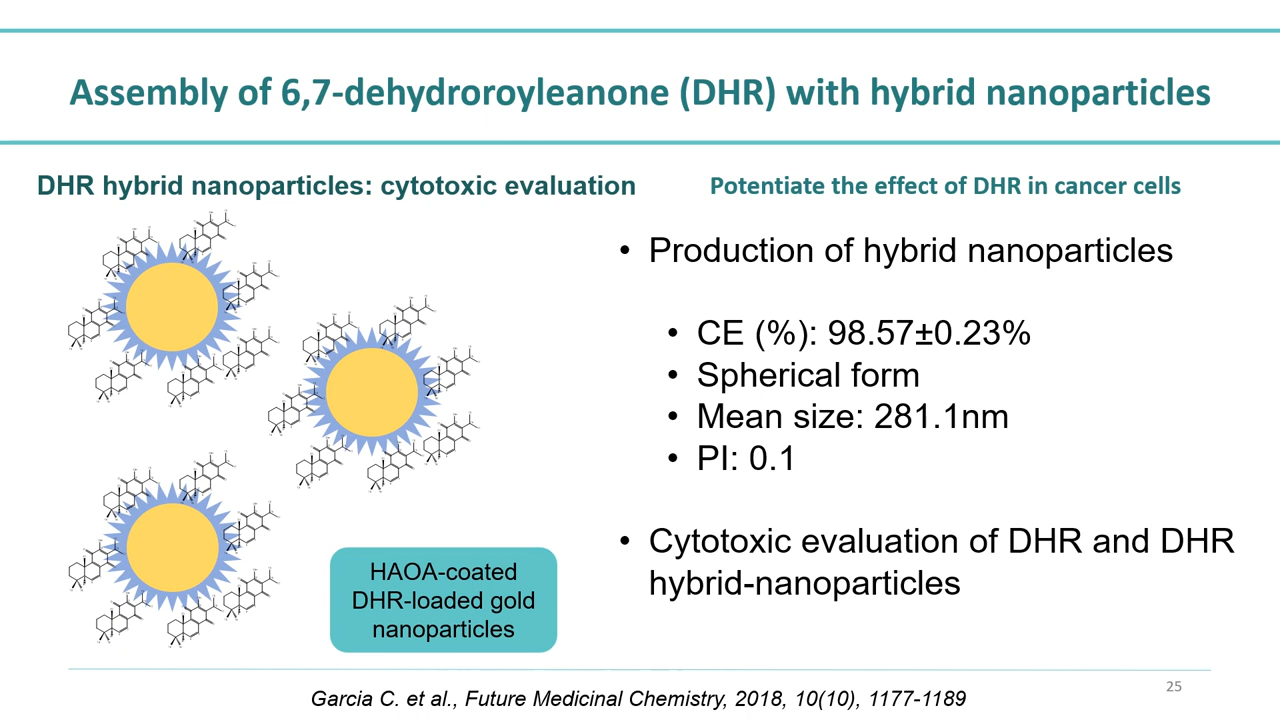 Assembly of 6,7-dehydroroyleanone (DHR) with hybrid nanoparticles
DHR hybrid nanoparticles: cytotoxic evaluation
Potentiate the effect of DHR in cancer cells
• Production of hybrid nanoparticles
• CE (%): 98.57±0.23%
• Spherical form
• Mean size: 281.1nm
• PI: 0.1
• Cytotoxic evaluation of DHR and DHR
hybrid-nanoparticles
HAOA-coated
DHR-loaded gold
nanoparticles
Garcia C. et al., Future Medicinal Chemistry, 2018, 10(10), 1177-1189
25